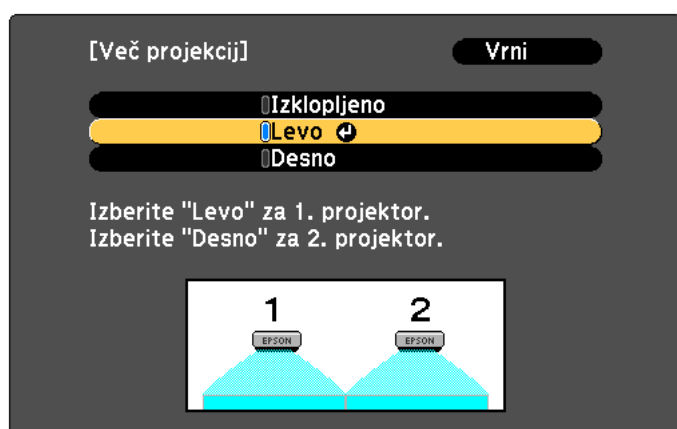 [Več projekcij]
Vrni
Izklopljeno
Levo
Desno
Izberite "Levo" za 1. projektor.
Izberite "Desno" za 2. projektor.
1
2
EPSON
EPSON